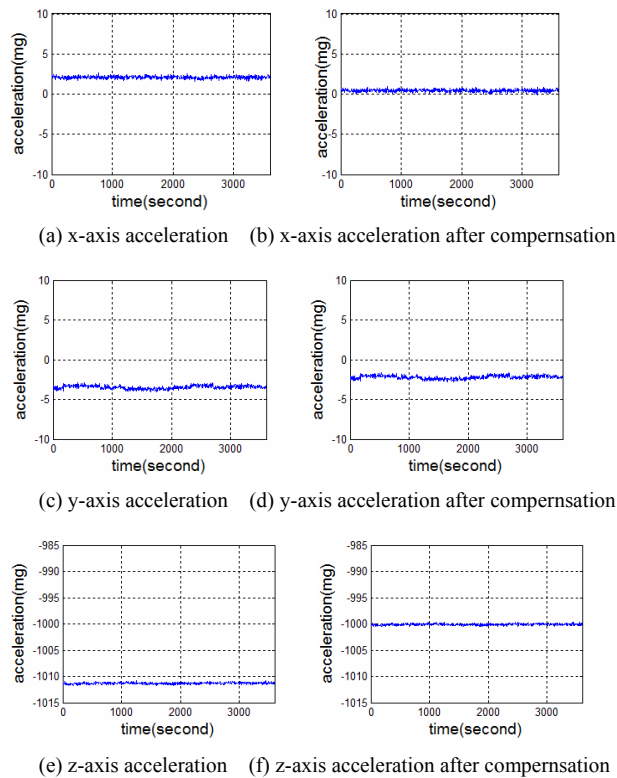 10
5
0
-5
-10
acceleration(mg)
0 1000 2000 3000
time(second)
10
5
0
-5
-10
acceleration(mg)
0 1000 2000 3000
time(second)
(a) x-axis acceleration (b) x-axis acceleration after compernsation
10
5
0
-5
-10
acceleration(mg)
0 1000 2000 3000
time(second)
10
5
0
-5
-10
acceleration(mg)
0 1000 2000 3000
time(second)
(c) y-axis acceleration (d) y-axis acceleration after compernsation
-985
-990
-995
-1000
-1005
-1010
-1015
acceleration(mg)
0 1000 2000 3000
time(second)
-985
-990
-995
-1000
-1005
-1010
-1015
acceleration(mg)
0 1000 2000 3000
time(second)
(e) z-axis acceleration (f) z-axis acceleration after compernsation